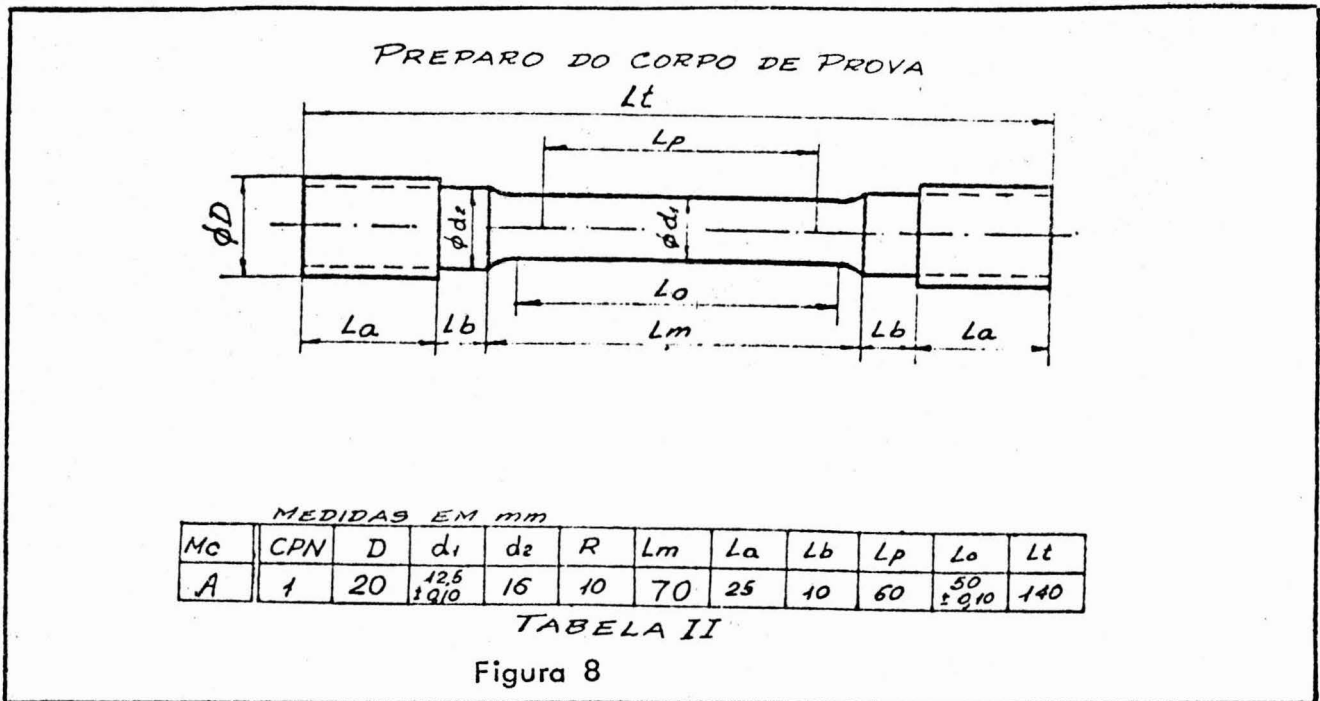 PREPARO DO CORPO DE PROVA
Lt
Lp
φD
φd2
φd1
Lo
La Lb Lm Lb La
MEDIDAS EM mm
Mc CPN D d1 d2 R Lm La Lb Lp Lo Lt
A 1 20 12,5 ± 0,10 16 10 70 25 10 60 50 ± 0,10 140
TABELA II
Figura 8